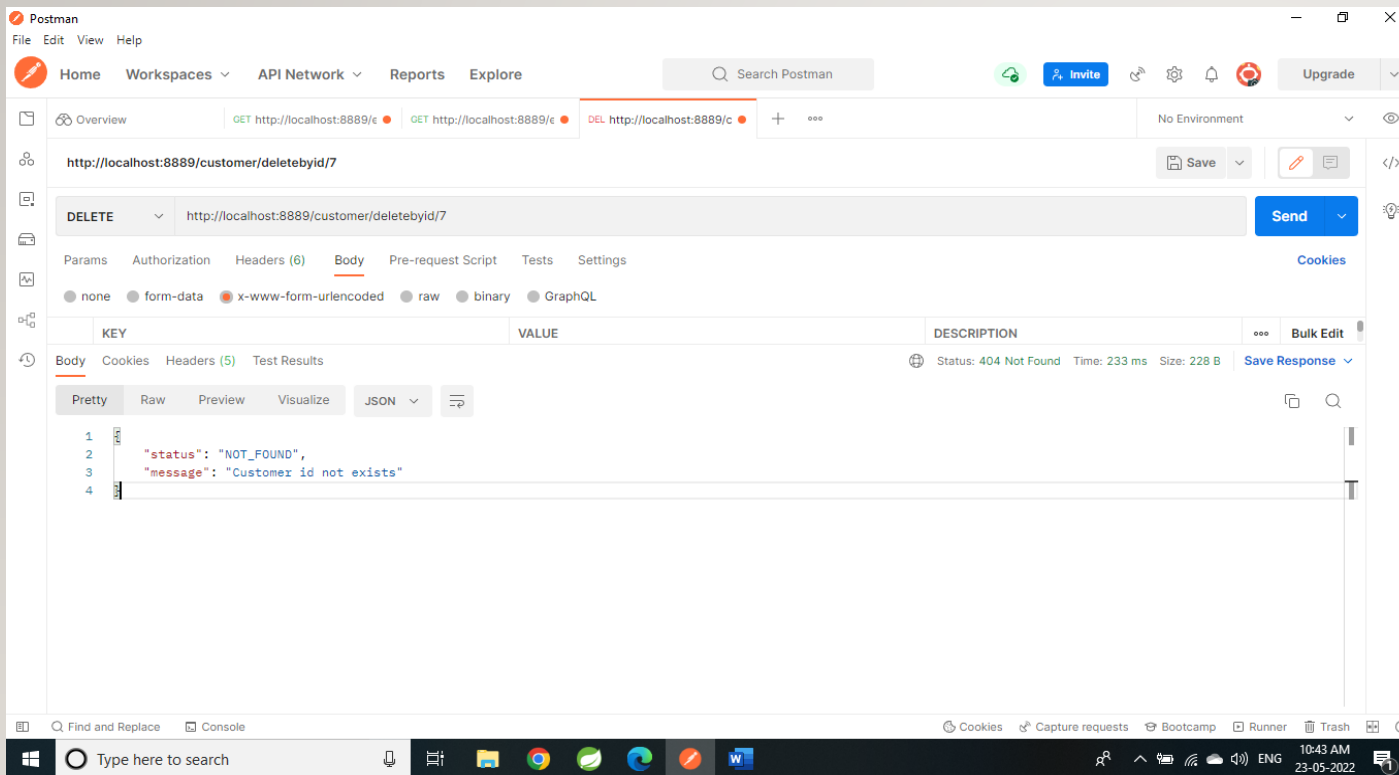 Postman
File Edit View Help
Home Workspaces API Network Reports Explore Search Postman Invite Upgrade
Overview GET http://localhost:8889/e GET http://localhost:8889/e DEL http://localhost:8889/c No Environment
http://localhost:8889/customer/deletebyid/7 Save
DELETE http://localhost:8889/customer/deletebyid/7 Send
Params Authorization Headers (6) Body Pre-request Script Tests Settings Cookies
none form-data x-www-form-urlencoded raw binary GraphQL
KEY VALUE DESCRIPTION Bulk Edit
Body Cookies Headers (5) Test Results Status: 404 Not Found Time: 233 ms Size: 228 B Save Response
Pretty Raw Preview Visualize JSON
1 {
2 "status": "NOT_FOUND",
3 "message": "Customer id not exists"
4 }
Find and Replace Console Cookies Capture requests Bootcamp Runner Trash
Type here to search ENG 10:43 AM
23-05-2022 1